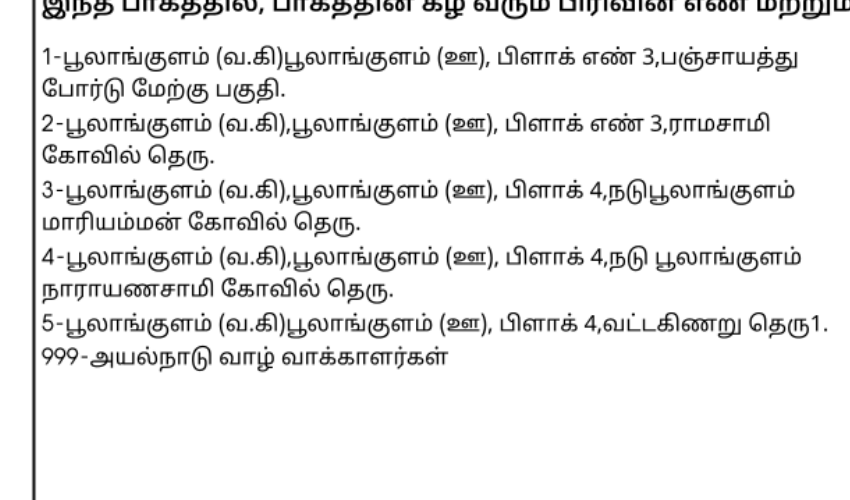 இந்த பாகத்தில், பாகத்தின் கீழ் வரும் பிரிவின் எண் மற்றும்
1-பூலாங்குளம் (வ.கி)பூலாங்குளம் (ஊ), பிளாக் எண் 3,பஞ்சாயத்து
போர்டு மேற்கு பகுதி.
2-பூலாங்குளம் (வ.கி),பூலாங்குளம் (ஊ), பிளாக் எண் 3,ராமசாமி
கோவில் தெரு.
3-பூலாங்குளம் (வ.கி),பூலாங்குளம் (ஊ), பிளாக் 4,நடுபூலாங்குளம்
மாரியம்மன் கோவில் தெரு.
4-பூலாங்குளம் (வ.கி),பூலாங்குளம் (ஊ), பிளாக் 4,நடு பூலாங்குளம்
நாராயணசாமி கோவில் தெரு.
5-பூலாங்குளம் (வ.கி)பூலாங்குளம் (ஊ), பிளாக் 4,வட்டகிணறு தெரு1.
999-அயல்நாடு வாழ் வாக்காளர்கள்